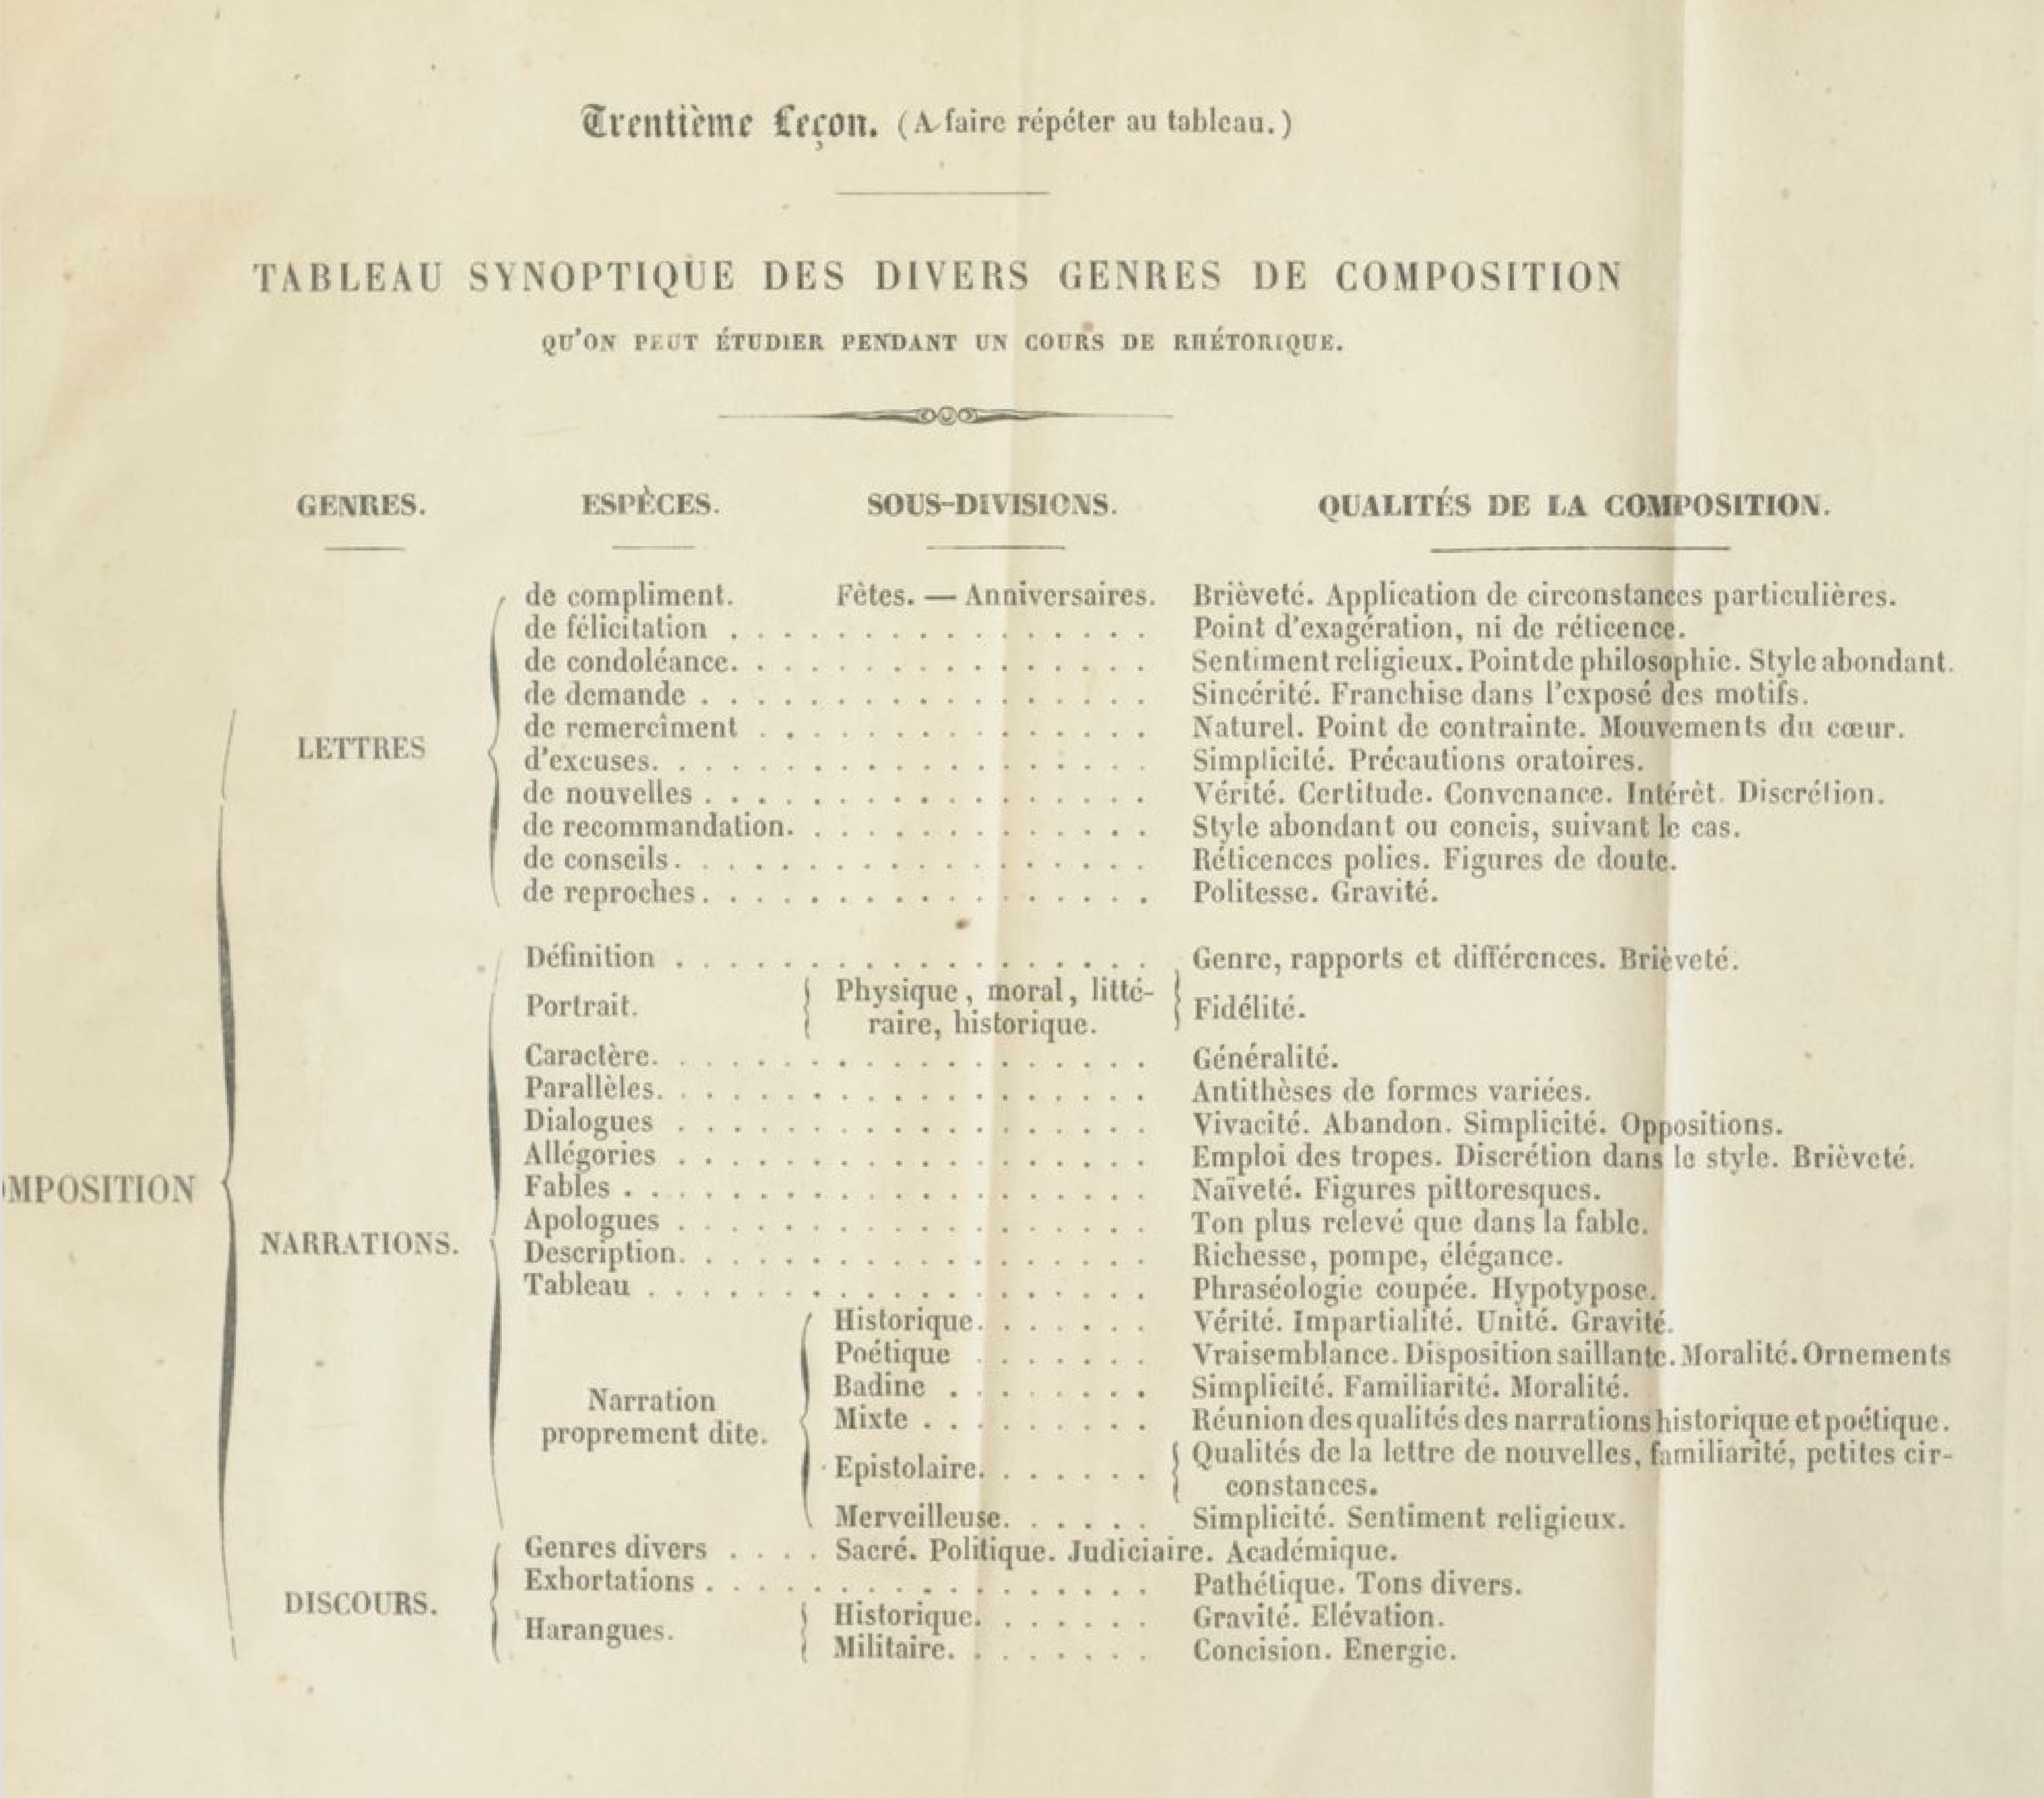 Trentième Leçon. (A faire répéter au tableau.)
TABLEAU SYNOPTIQUE DES DIVERS GENRES DE COMPOSITION
QU'ON PEUT ÉTUDIER PENDANT UN COURS DE RHÉTORIQUE.
GENRES. ESPÈCES. SOUS-DIVISIONS. QUALITÉS DE LA COMPOSITION.
de compliment. Fètes. — Anniversaires. Brièveté. Application de circonstances particulières.
de félicitation . . . . . . . . . . . . . . . . Point d'exagération, ni de réticence.
de condoléance. . . . . . . . . . . . . . . . Sentiment religieux. Point de philosophie. Style abondant.
de demande . . . . . . . . . . . . . . . . . Sincérité. Franchise dans l'exposé des motifs.
de remercîment . . . . . . . . . . . . . . . Naturel. Point de contrainte. Mouvements du cœur.
LETTRES
d'excuses. . . . . . . . . . . . . . . . . . . Simplicité. Précautions oratoires.
de nouvelles . . . . . . . . . . . . . . . . . Vérité. Certitude. Convenance. Intérèt. Discrétion.
de recommandation. . . . . . . . . . . . . . Style abondant ou concis, suivant le cas.
de conseils. . . . . . . . . . . . . . . . . . Réticences polies. Figures de doute.
de reproches. . . . . . . . . . . . . . . . . Politesse. Gravité.
Définition . . . . . . . . . . . . . . . . . . Genre, rapports et différences. Brièveté.
Portrait. Physique, moral, litté-
raire, historique. Fidélité.
Caractère. . . . . . . . . . . . . . . . . . . Généralité.
Parallèles. . . . . . . . . . . . . . . . . . . Antithèses de formes variées.
Dialogues . . . . . . . . . . . . . . . . . . Vivacité. Abandon. Simplicité. Oppositions.
Allégories . . . . . . . . . . . . . . . . . . Emploi des tropes. Discrétion dans le style. Brièveté.
MPOSITION
Fables . . . . . . . . . . . . . . . . . . . . Naïveté. Figures pittoresques.
Apologues . . . . . . . . . . . . . . . . . . Ton plus relevé que dans la fable.
NARRATIONS.
Description. . . . . . . . . . . . . . . . . . Richesse, pompe, élégance.
Tableau . . . . . . . . . . . . . . . . . . . Phraséologie coupée. Hypotypose.
Historique. . . . . . . Vérité. Impartialité. Unité. Gravité.
Poétique . . . . . . . Vraisemblance. Disposition saillante. Moralité. Ornements
Narration
proprement dite.
Badine . . . . . . . . Simplicité. Familiarité. Moralité.
Mixte . . . . . . . . . Réunion des qualités des narrations historique et poétique.
Epistolaire. . . . . . . Qualités de la lettre de nouvelles, familiarité, petites cir-
constances.
Merveilleuse. . . . . . Simplicité. Sentiment religieux.
Genres divers . . . . Sacré. Politique. Judiciaire. Académique.
Exhortations . . . . . . . . . . . . . . . . . Pathétique. Tons divers.
DISCOURS.
Harangues.
Historique. . . . . . . Gravité. Elévation.
Militaire. . . . . . . . Concision. Energie.